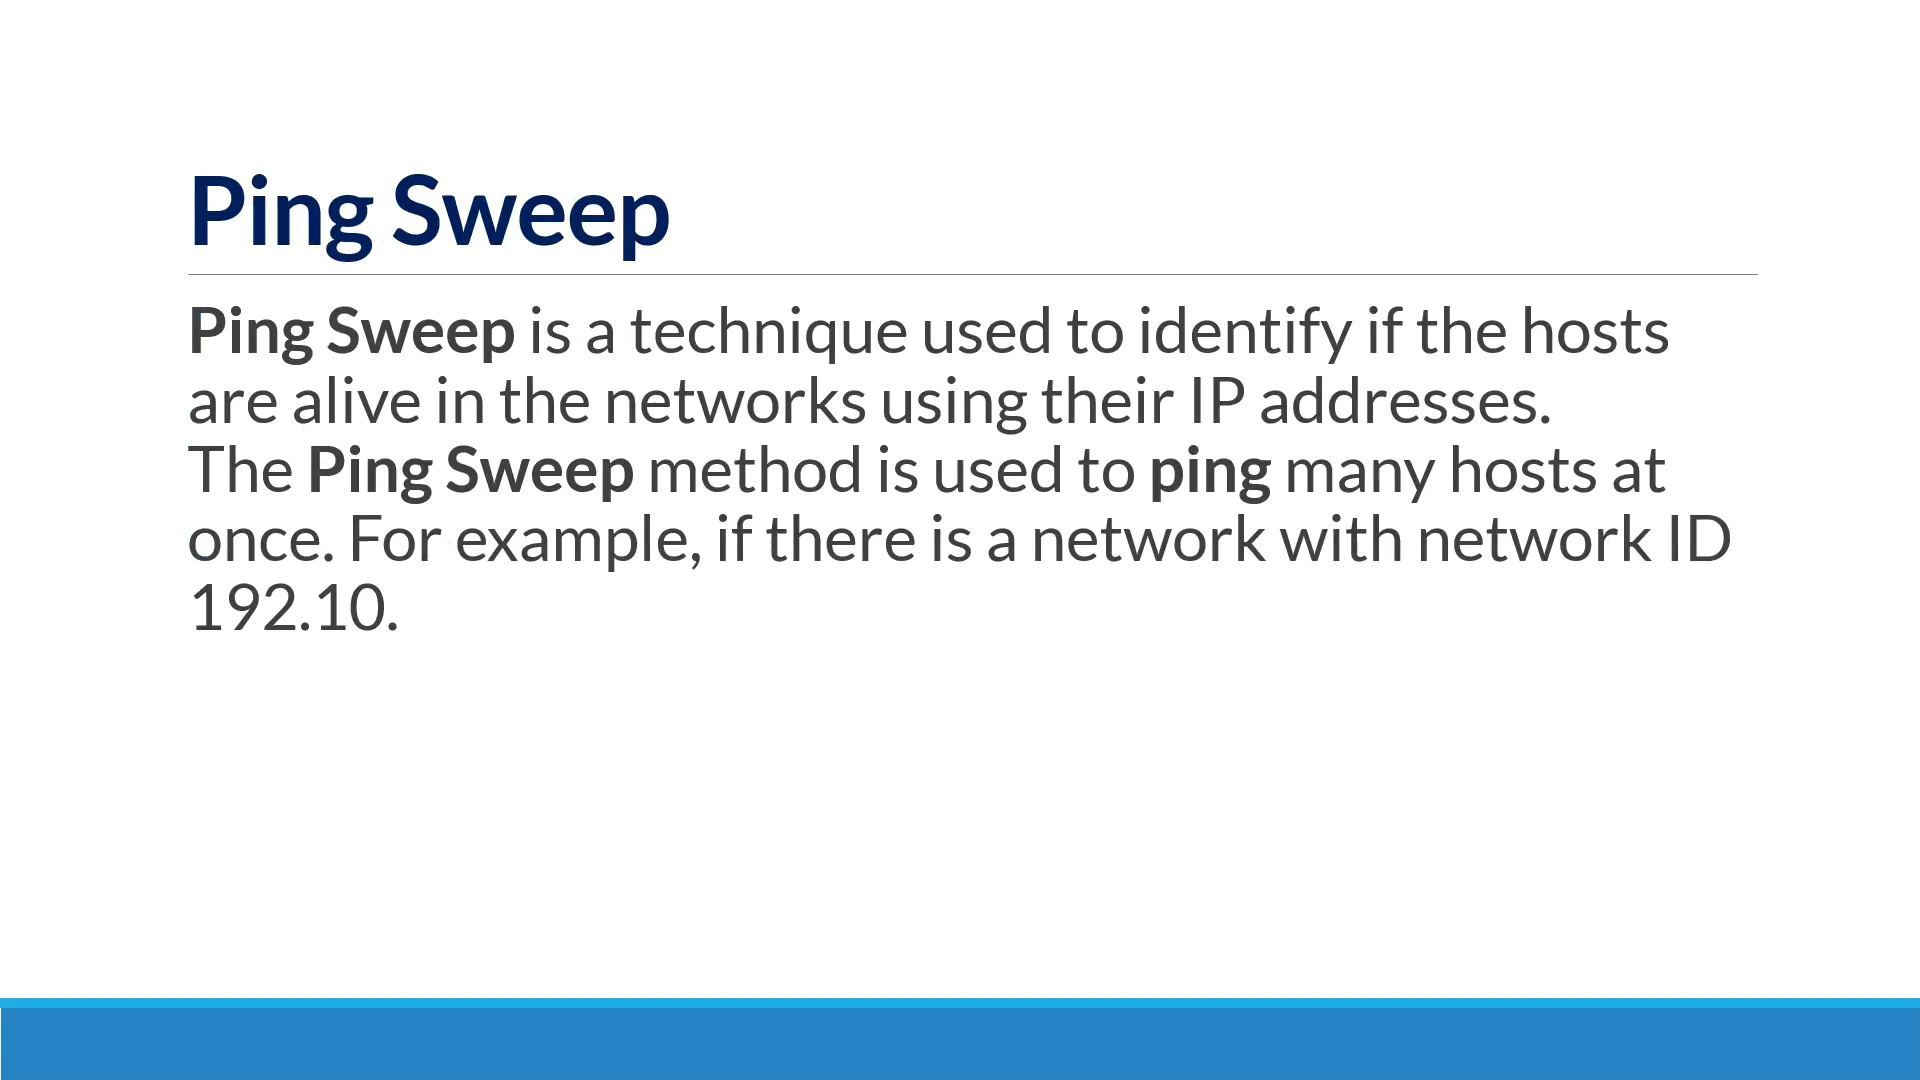 Ping Sweep
Ping Sweep is a technique used to identify if the hosts
are alive in the networks using their IP addresses.
The Ping Sweep method is used to ping many hosts at
once. For example, if there is a network with network ID
192.10.